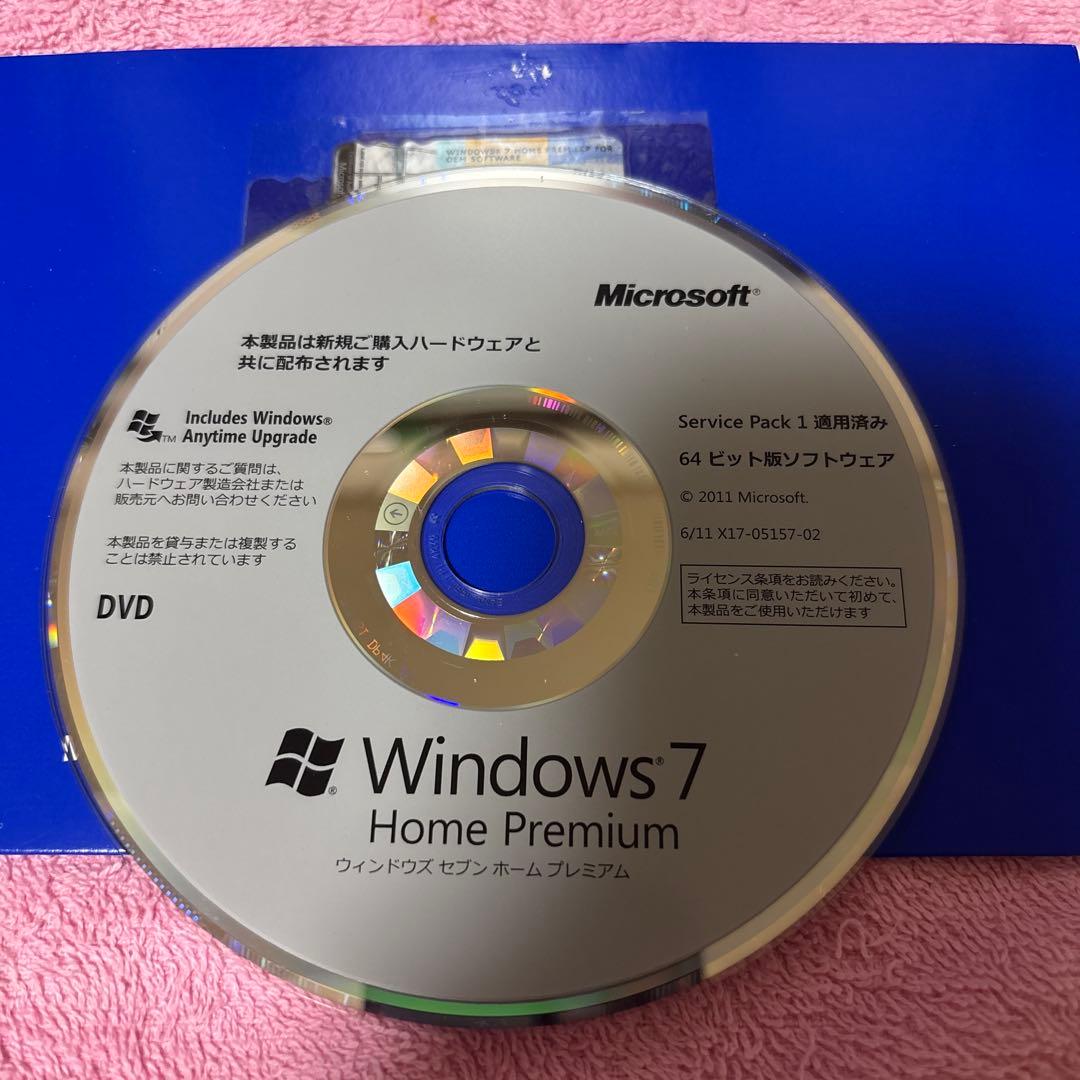 WINDOWS® 7 HOME PREM LCP FOR
OEM SOFTWARE
Microsoft®
本製品は新規ご購入ハードウェアと
共に配布されます
Includes Windows®
Anytime Upgrade
TM
本製品に関するご質問は、
ハードウェア製造会社または
販売元へお問い合わせください
本製品を貸与または複製する
ことは禁止されています
DVD
Service Pack 1 適用済み
64 ビット版ソフトウェア
© 2011 Microsoft.
6/11 X17-05157-02
ライセンス条項をお読みください。
本条項に同意いただいて初めて、
本製品をご使用いただけます
Windows® 7
Home Premium
ウィンドウズ セブン ホーム プレミアム